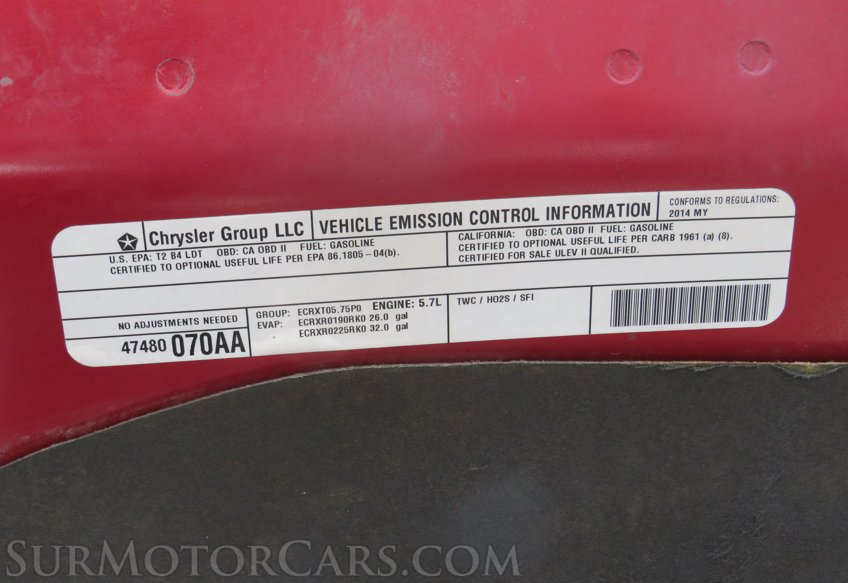 Chrysler Group LLC
VEHICLE EMISSION CONTROL INFORMATION
CONFORMS TO REGULATIONS:
2014 MY
U.S. EPA: T2 B4 LDT OBD: CA OBD II FUEL: GASOLINE
CERTIFIED TO OPTIONAL USEFUL LIFE PER EPA 86.1805-04(b).
CALIFORNIA: OBD: CA OBD II FUEL: GASOLINE
CERTIFIED TO OPTIONAL USEFUL LIFE PER CARB 1961 (a) (8).
CERTIFIED FOR SALE ULEV II QUALIFIED.
NO ADJUSTMENTS NEEDED
47480 070AA
GROUP: ECRXT05.75P0 ENGINE: 5.7L
EVAP: ECRXR0190RK0 26.0 gal
ECRXR0225RK0 32.0 gal
TWC / HO2S / SFI
SURMOTORCARS.COM